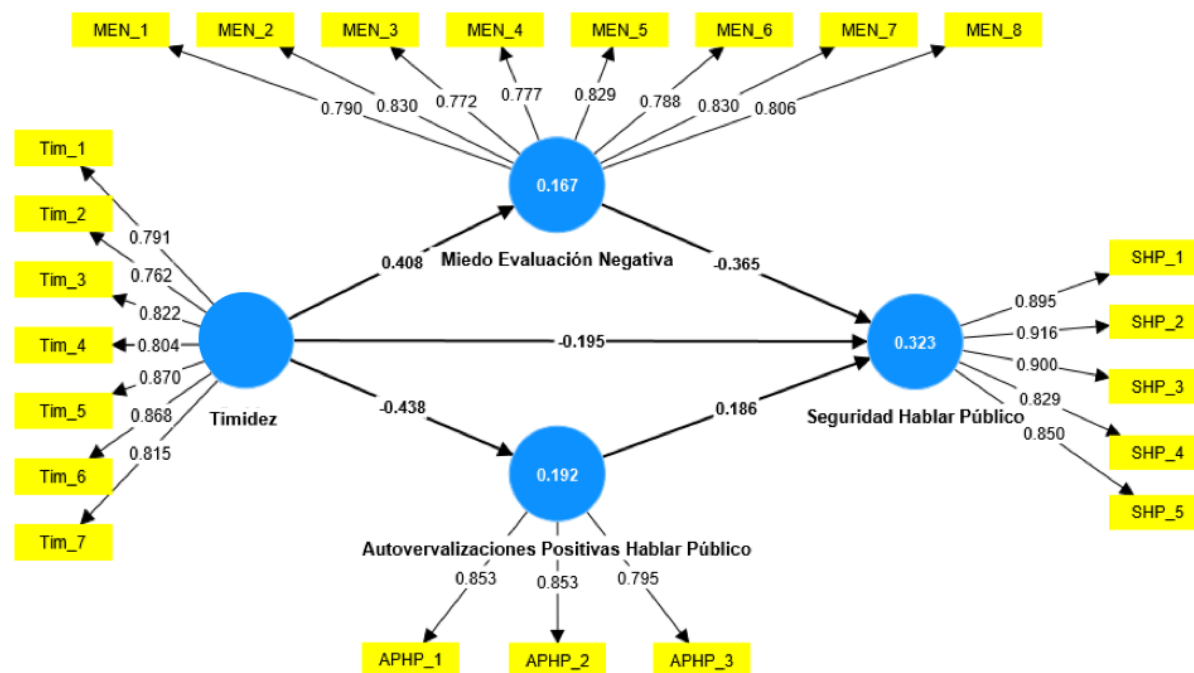 MEN_1 MEN_2 MEN_3 MEN_4 MEN_5 MEN_6 MEN_7 MEN_8
0.790 0.830 0.772 0.777 0.829 0.788 0.830 0.806
Tim_1
Tim_2
Tim_3
Tim_4
Tim_5
Tim_6
Tim_7
0.791
0.762
0.822
0.804
0.870
0.868
0.815
Timidez
0.167
Miedo Evaluación Negativa
0.408
-0.365
-0.195
-0.438
0.186
0.192
Autovervalizaciones Positivas Hablar Público
0.853 0.853 0.795
APHP_1 APHP_2 APHP_3
0.323
Seguridad Hablar Público
0.895
0.916
0.900
0.829
0.850
SHP_1
SHP_2
SHP_3
SHP_4
SHP_5